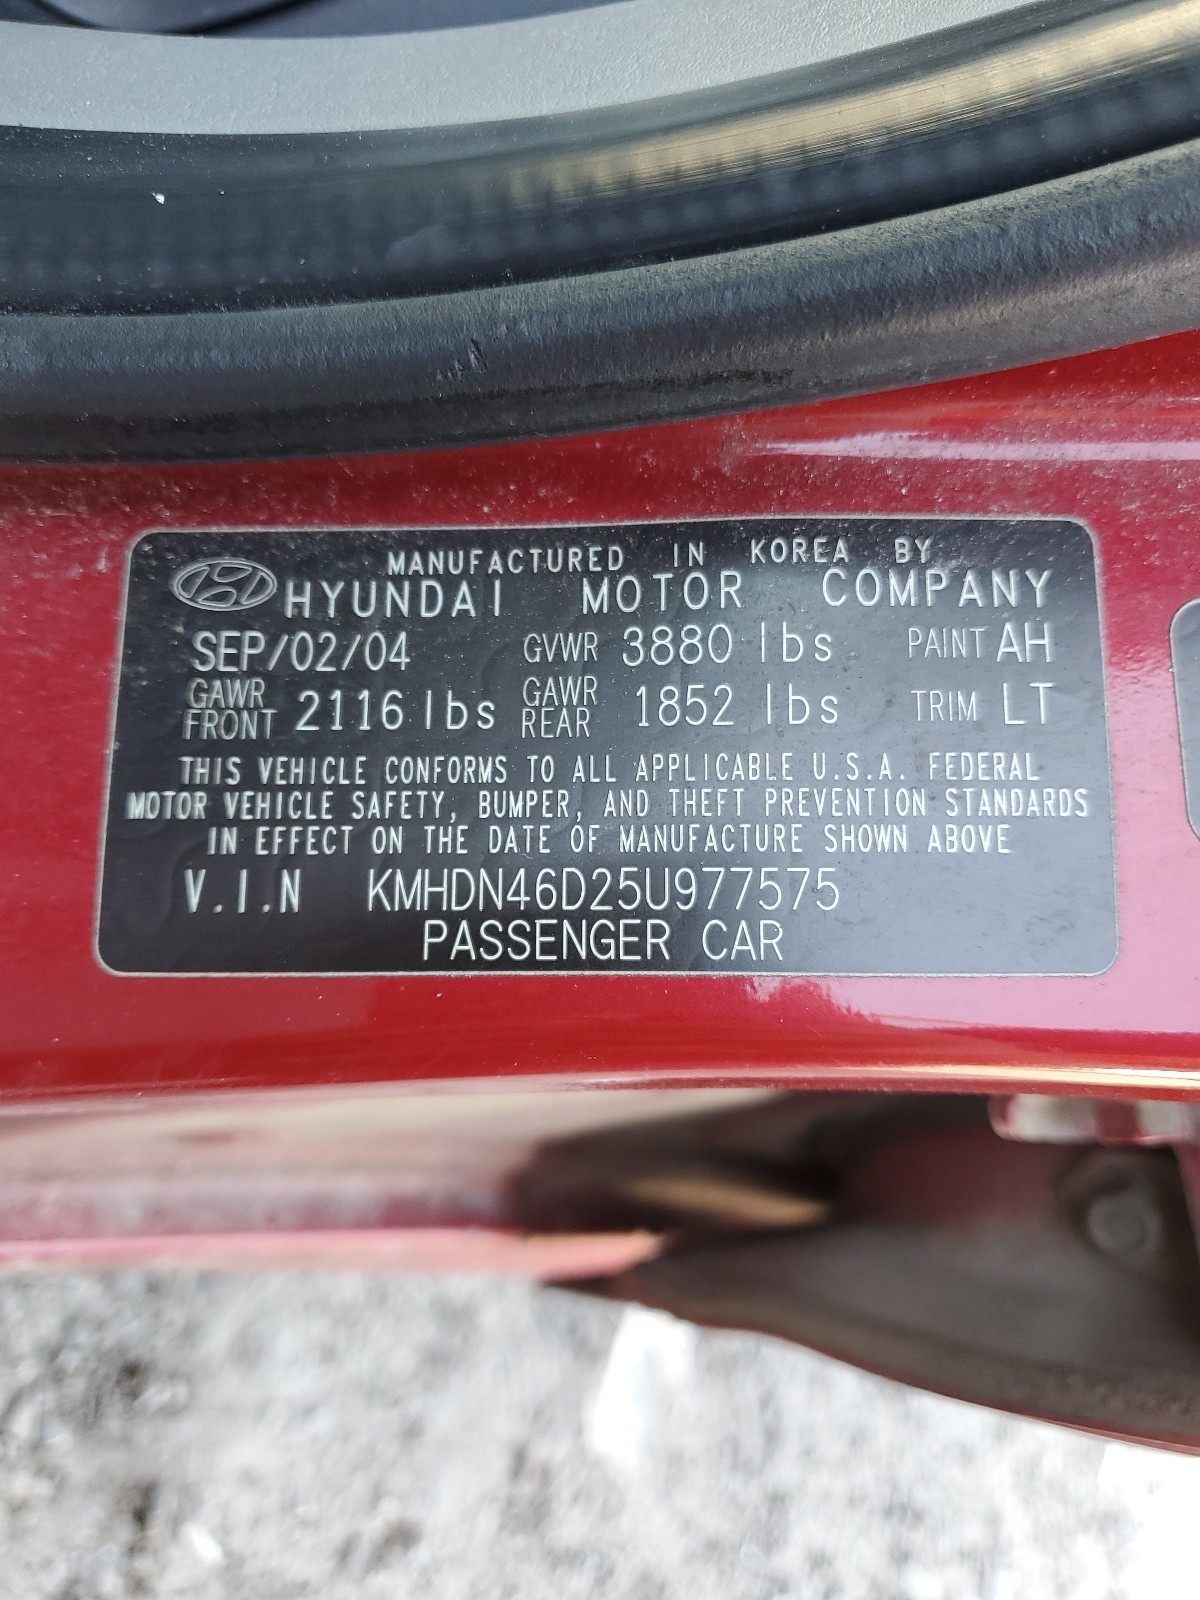 MANUFACTURED IN KOREA BY
HYUNDAI MOTOR COMPANY
SEP/02/04 GVWR 3880 lbs PAINT AH
GAWR FRONT 2116 lbs GAWR REAR 1852 lbs TRIM LT
THIS VEHICLE CONFORMS TO ALL APPLICABLE U.S.A. FEDERAL
MOTOR VEHICLE SAFETY, BUMPER, AND THEFT PREVENTION STANDARDS
IN EFFECT ON THE DATE OF MANUFACTURE SHOWN ABOVE
V.I.N KMHDN46D25U977575
PASSENGER CAR